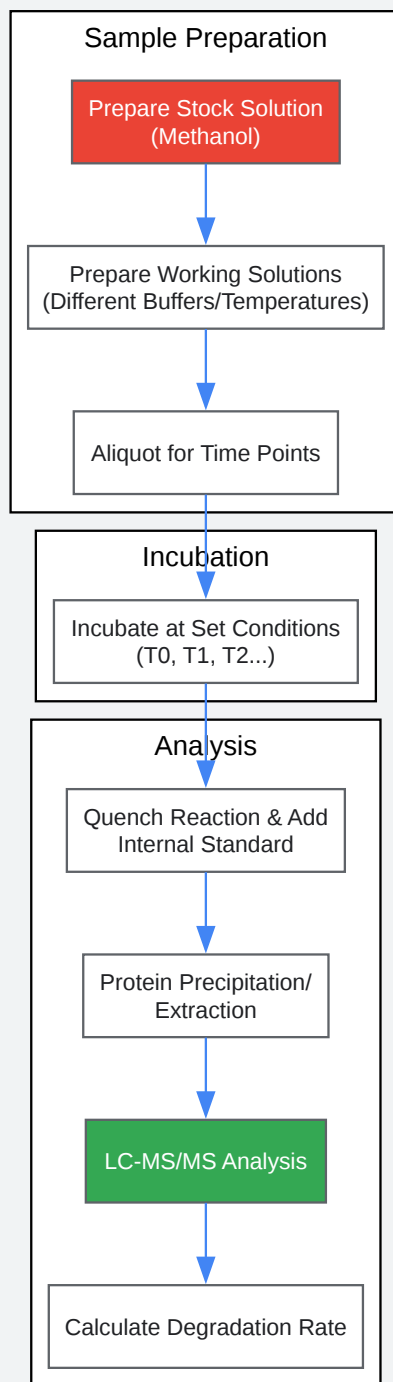 Sample Preparation
Prepare Stock Solution
(Methanol)
Prepare Working Solutions
(Different Buffers/Temperatures)
Aliquot for Time Points
Incubation
Incubate at Set Conditions
(T0, T1, T2...)
Analysis
Quench Reaction & Add
Internal Standard
Protein Precipitation/
Extraction
LC-MS/MS Analysis
Calculate Degradation Rate